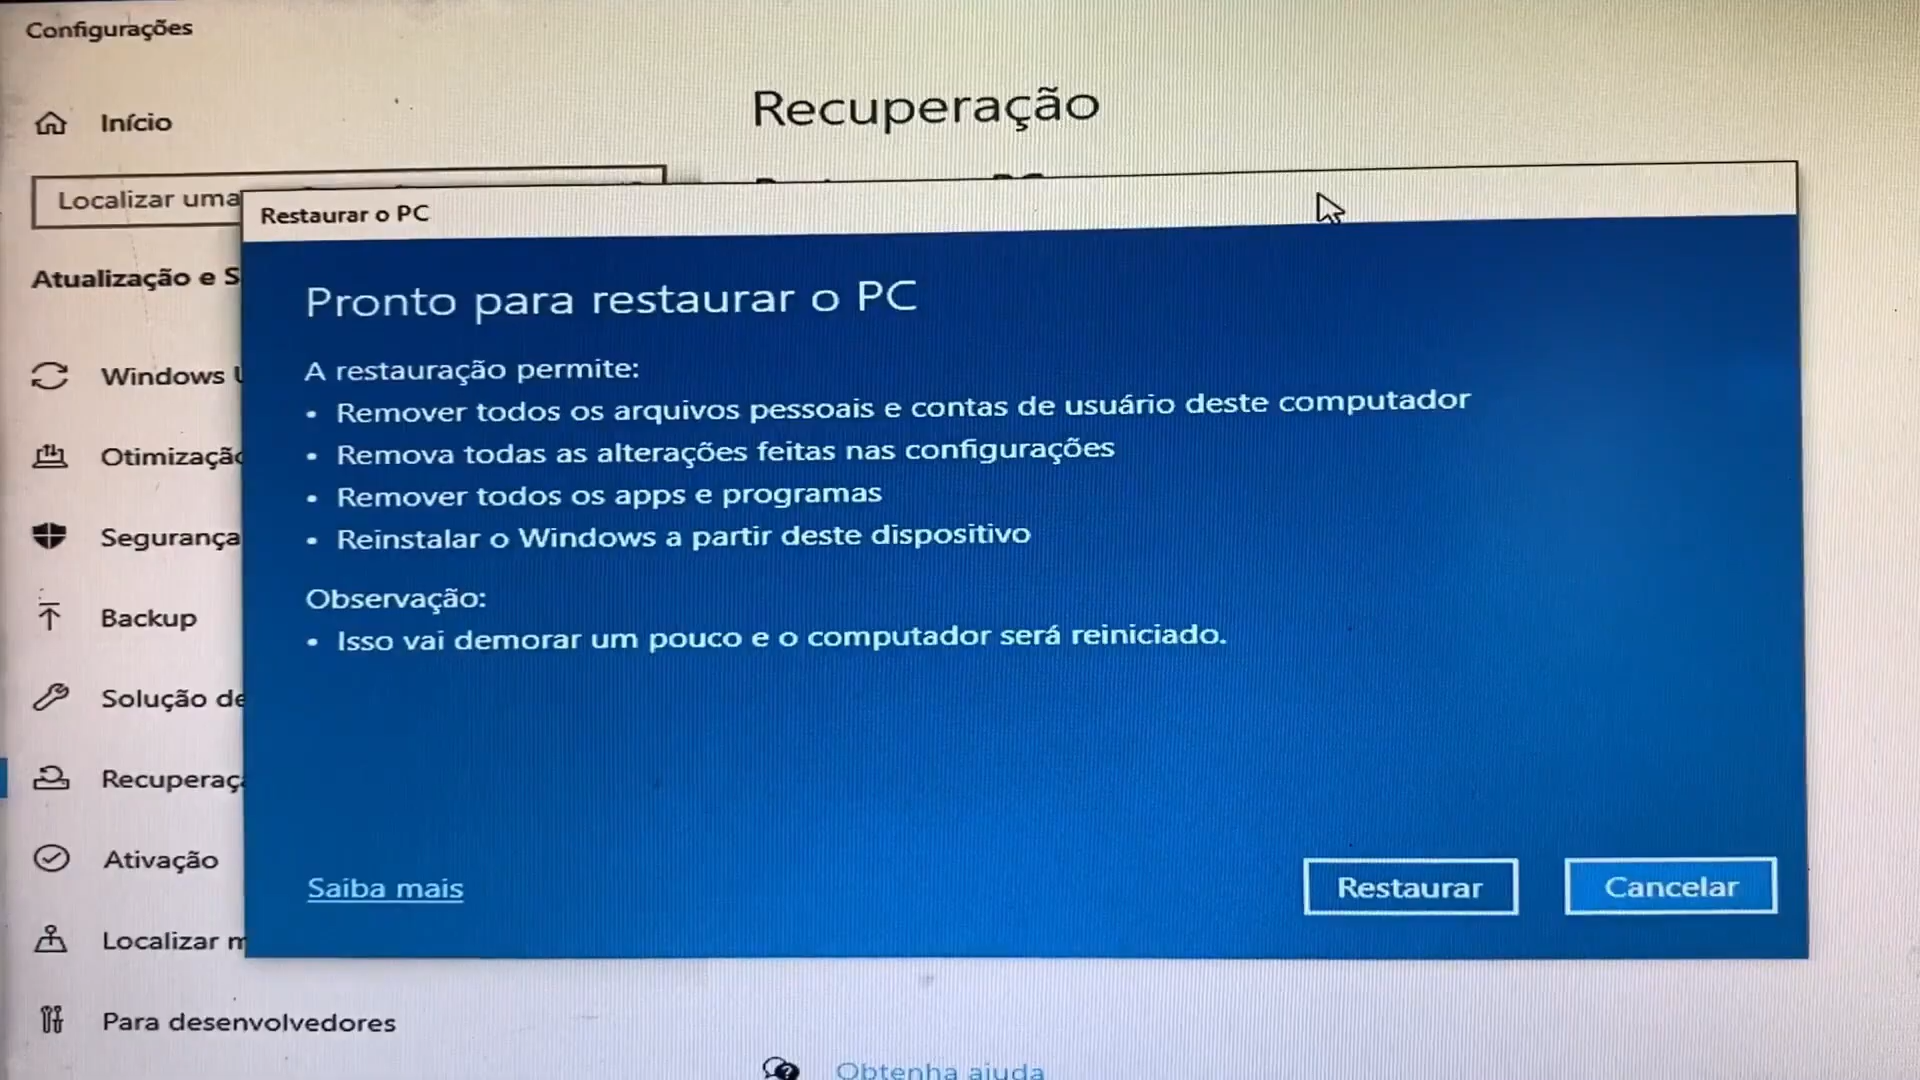 Configurações
Início
Recuperação
Localizar uma
Restaurar o PC
Atualização e S
Pronto para restaurar o PC
A restauração permite:
• Remover todos os arquivos pessoais e contas de usuário deste computador
• Remova todas as alterações feitas nas configurações
• Remover todos os apps e programas
• Reinstalar o Windows a partir deste dispositivo
Observação:
• Isso vai demorar um pouco e o computador será reiniciado.
Windows
Otimização
Segurança
Backup
Solução de
Recuperaçã
Ativação
Localizar m
Para desenvolvedores
Saiba mais
Restaurar
Cancelar
Obtenha ajuda